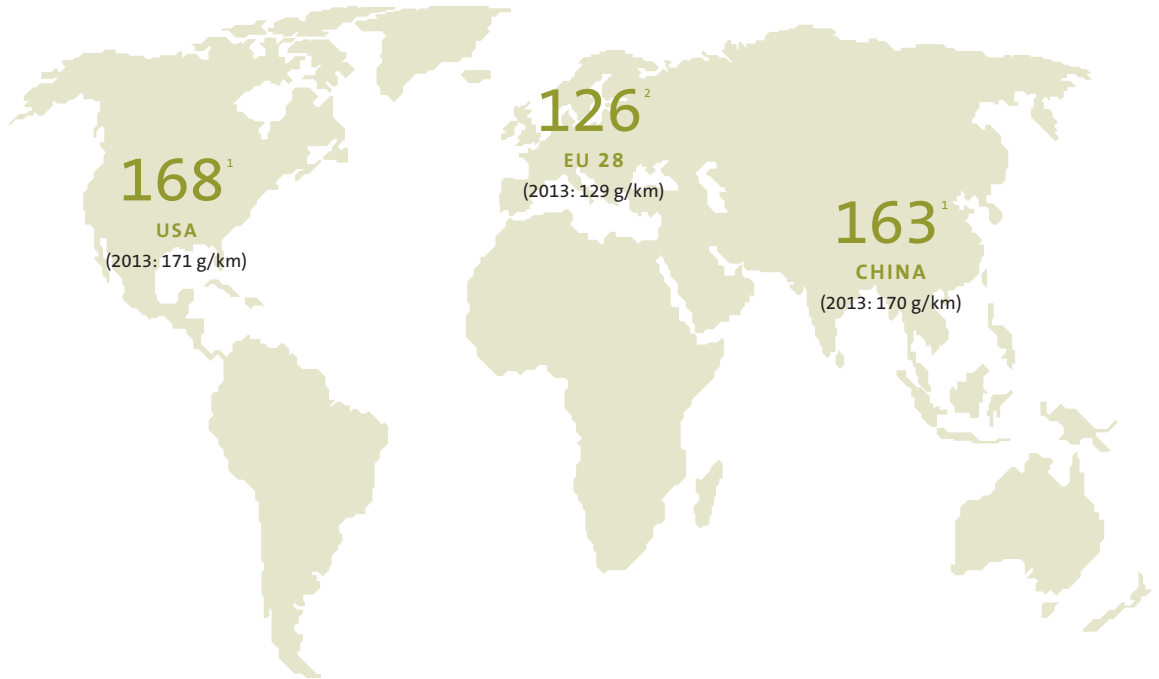 168¹
USA
(2013: 171 g/km)
126²
EU 28
(2013: 129 g/km)
163¹
CHINA
(2013: 170 g/km)